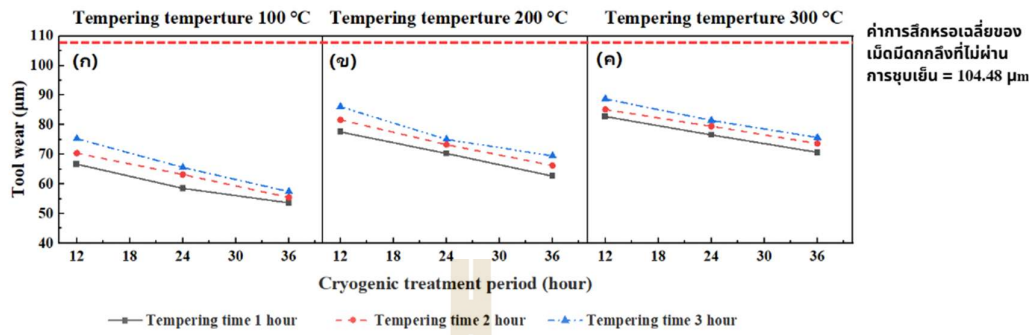 Tempering temperture 100 °C
Tempering temperture 200 °C
Tempering temperture 300 °C
110
100
90
80
70
60
50
40
Tool wear (μm)
(ก)
(ข)
(ค)
12 18 24 30 36
12 18 24 30 36
12 18 24 30 36
Cryogenic treatment period (hour)
Tempering time 1 hour
Tempering time 2 hour
Tempering time 3 hour
ค่าการสึกหรอเฉลี่ยของ
เม็ดมีดกกลึงที่ไม่ผ่าน
การชุบเย็น = 104.48 μm